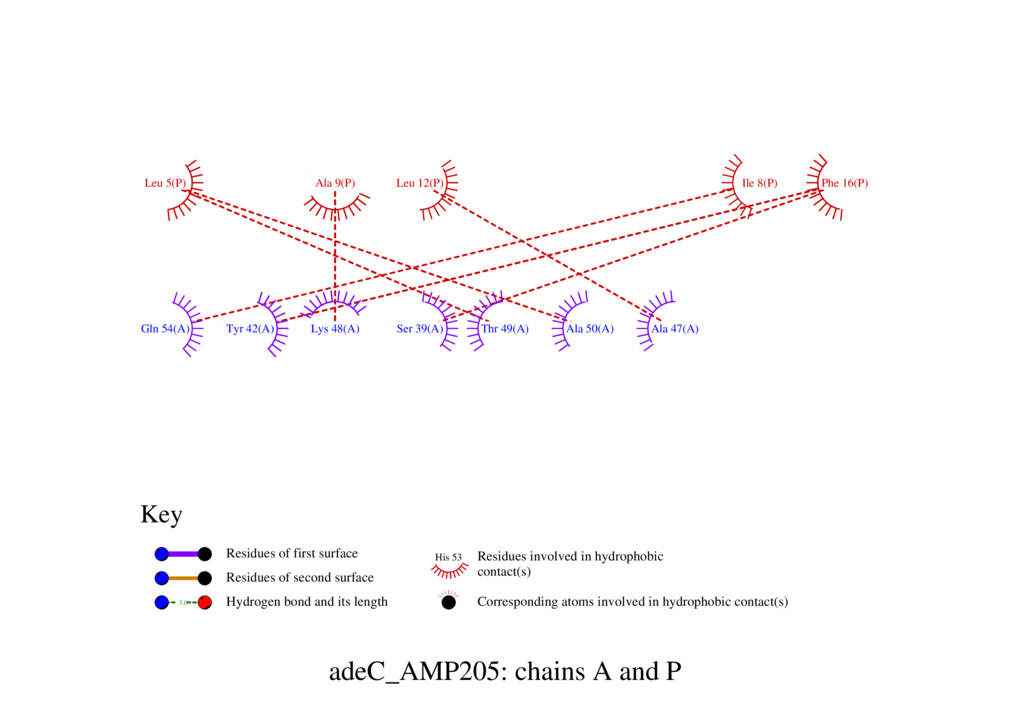 Leu 5(P) Ala 9(P) Leu 12(P) Ile 8(P) Phe 16(P)
Gln 54(A) Tyr 42(A) Lys 48(A) Ser 39(A) Thr 49(A) Ala 50(A) Ala 47(A)
Key
Residues of first surface
Residues of second surface
3.0
Hydrogen bond and its length
His 53
Residues involved in hydrophobic
contact(s)
Corresponding atoms involved in hydrophobic contact(s)
adeC_AMP205: chains A and P